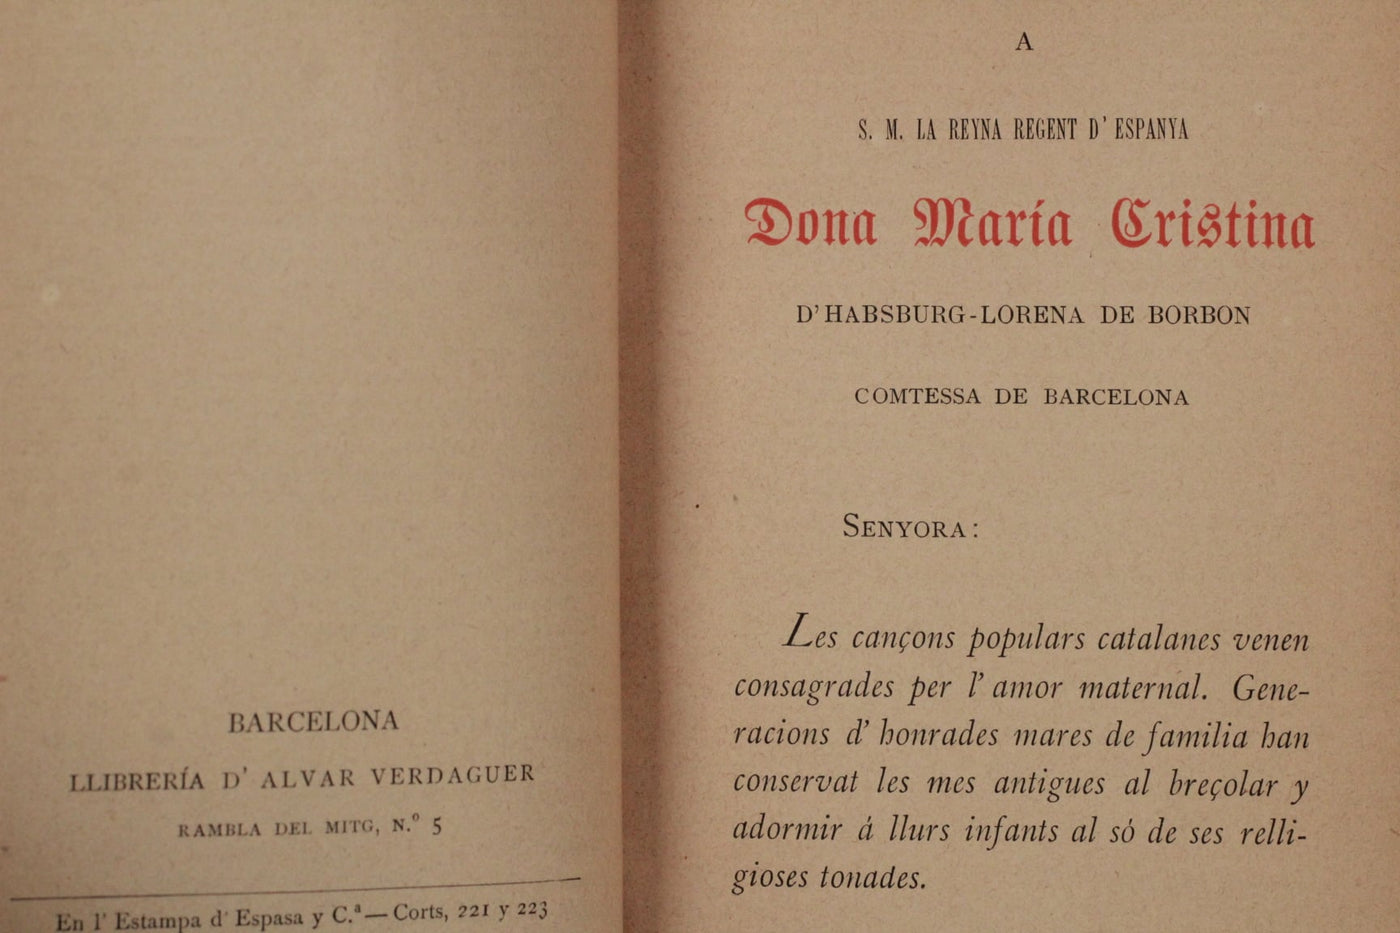 BARCELONA
LLIBRERÍA D' ALVAR VERDAGUER
RAMBLA DEL MITG, N.º 5
En l' Estampa d' Espasa y C.ª — Corts, 221 y 223
A
S. M. LA REYNA REGENT D' ESPANYA
Dona María Cristina
D' HABSBURG-LORENA DE BORBON
COMTESSA DE BARCELONA
SENYORA:
Les cançons populars catalanes venen
consagrades per l' amor maternal. Gene-
racions d' honrades mares de familia han
conservat les mes antigues al breçolar y
adormir á llurs infants al só de ses relli-
gioses tonades.